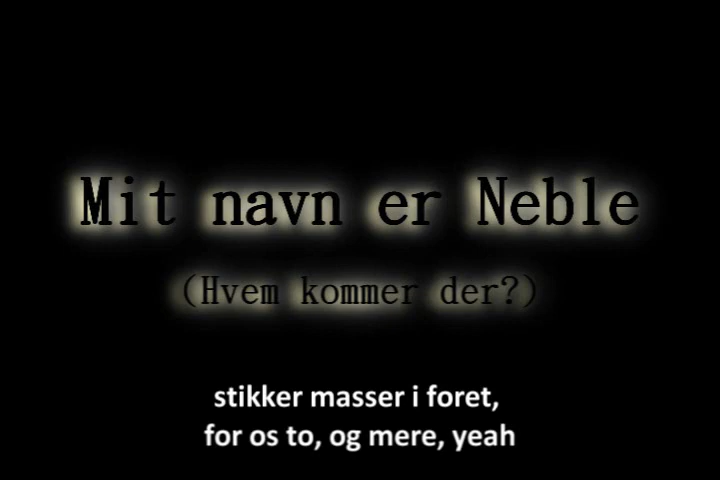 Mit navn er Neble
(Hvem kommer der?)
stikker masser i foret,
for os to, og mere, yeah